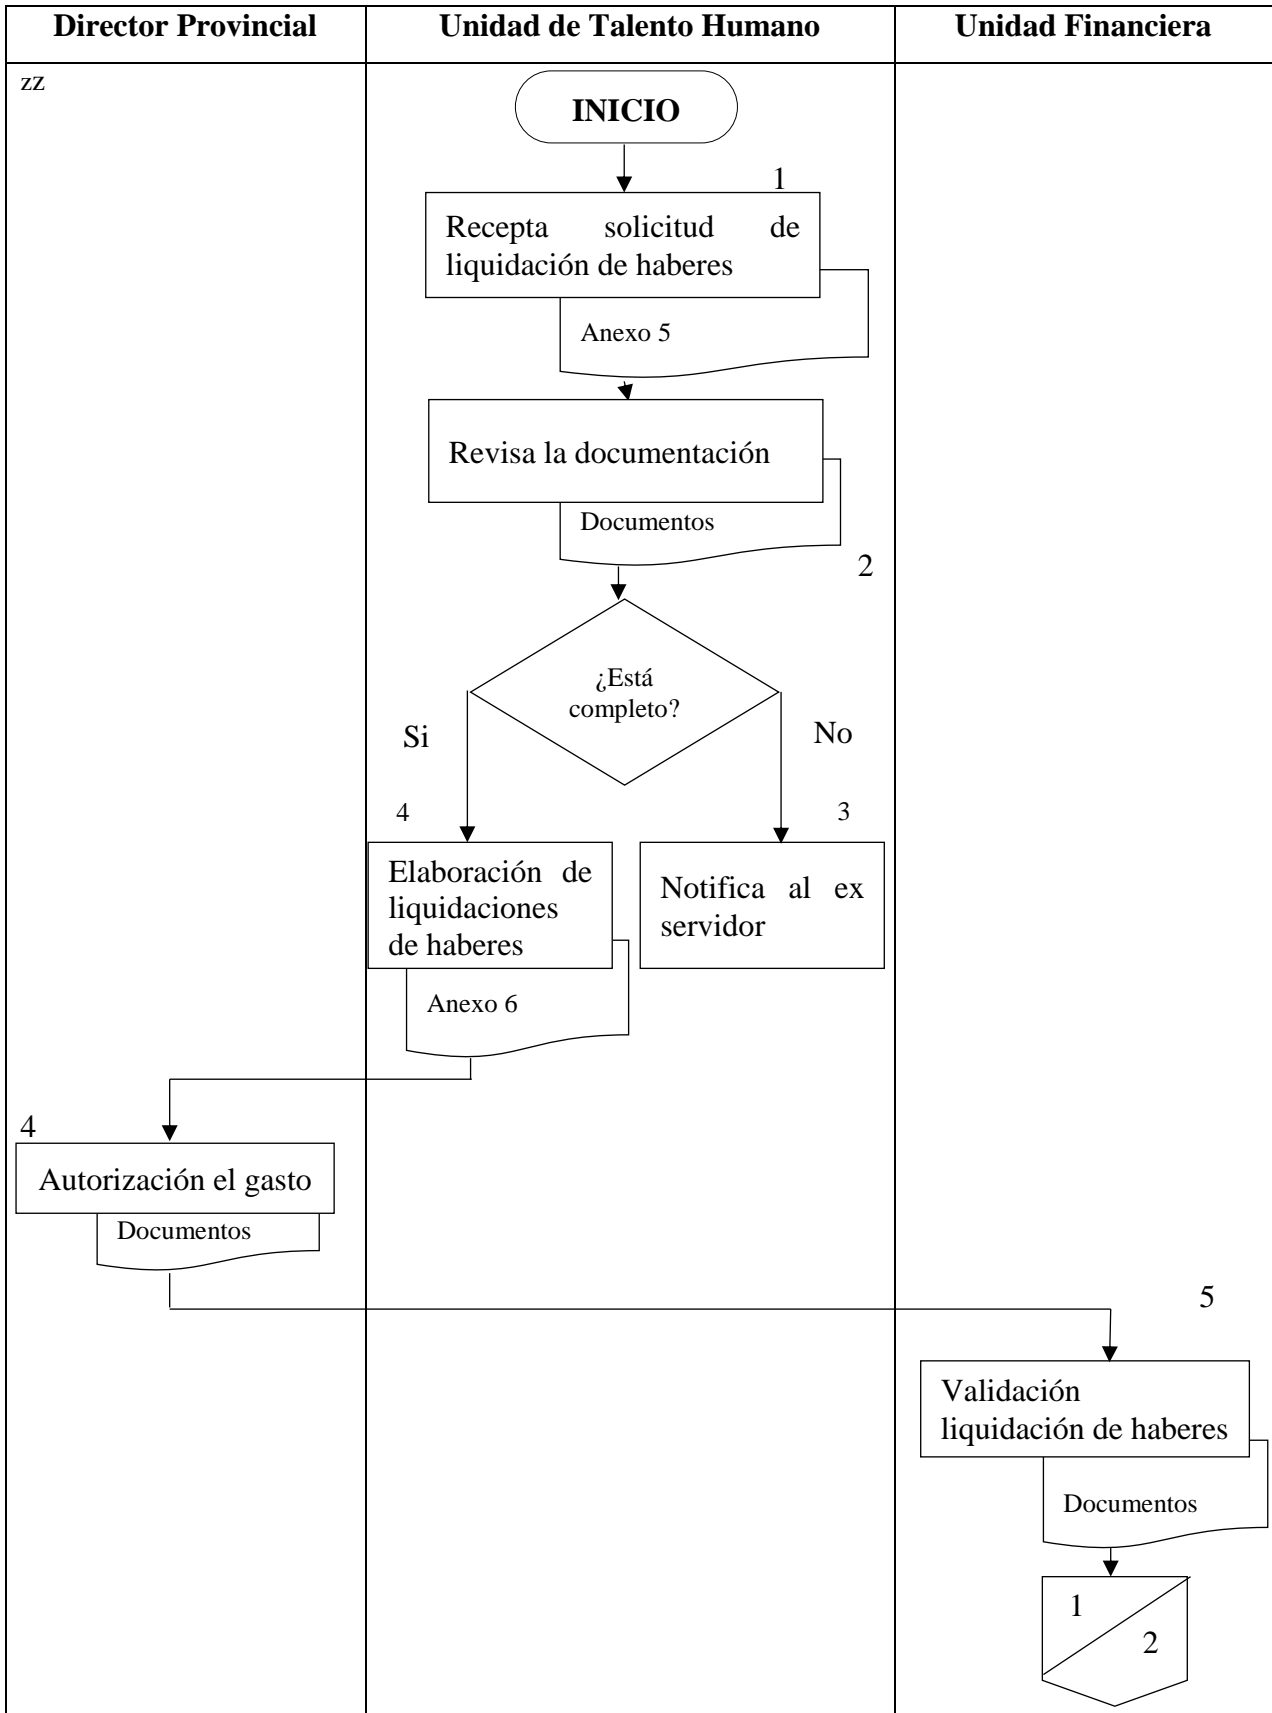 Director Provincial
Unidad de Talento Humano
Unidad Financiera
zz
INICIO
1
Recepta solicitud de
liquidación de haberes
Anexo 5
Revisa la documentación
Documentos
2
¿Está
completo?
Si
No
4
3
Elaboración de
liquidaciones
de haberes
Notifica al ex
servidor
Anexo 6
4
Autorización el gasto
Documentos
5
Validación
liquidación de haberes
Documentos
1
2